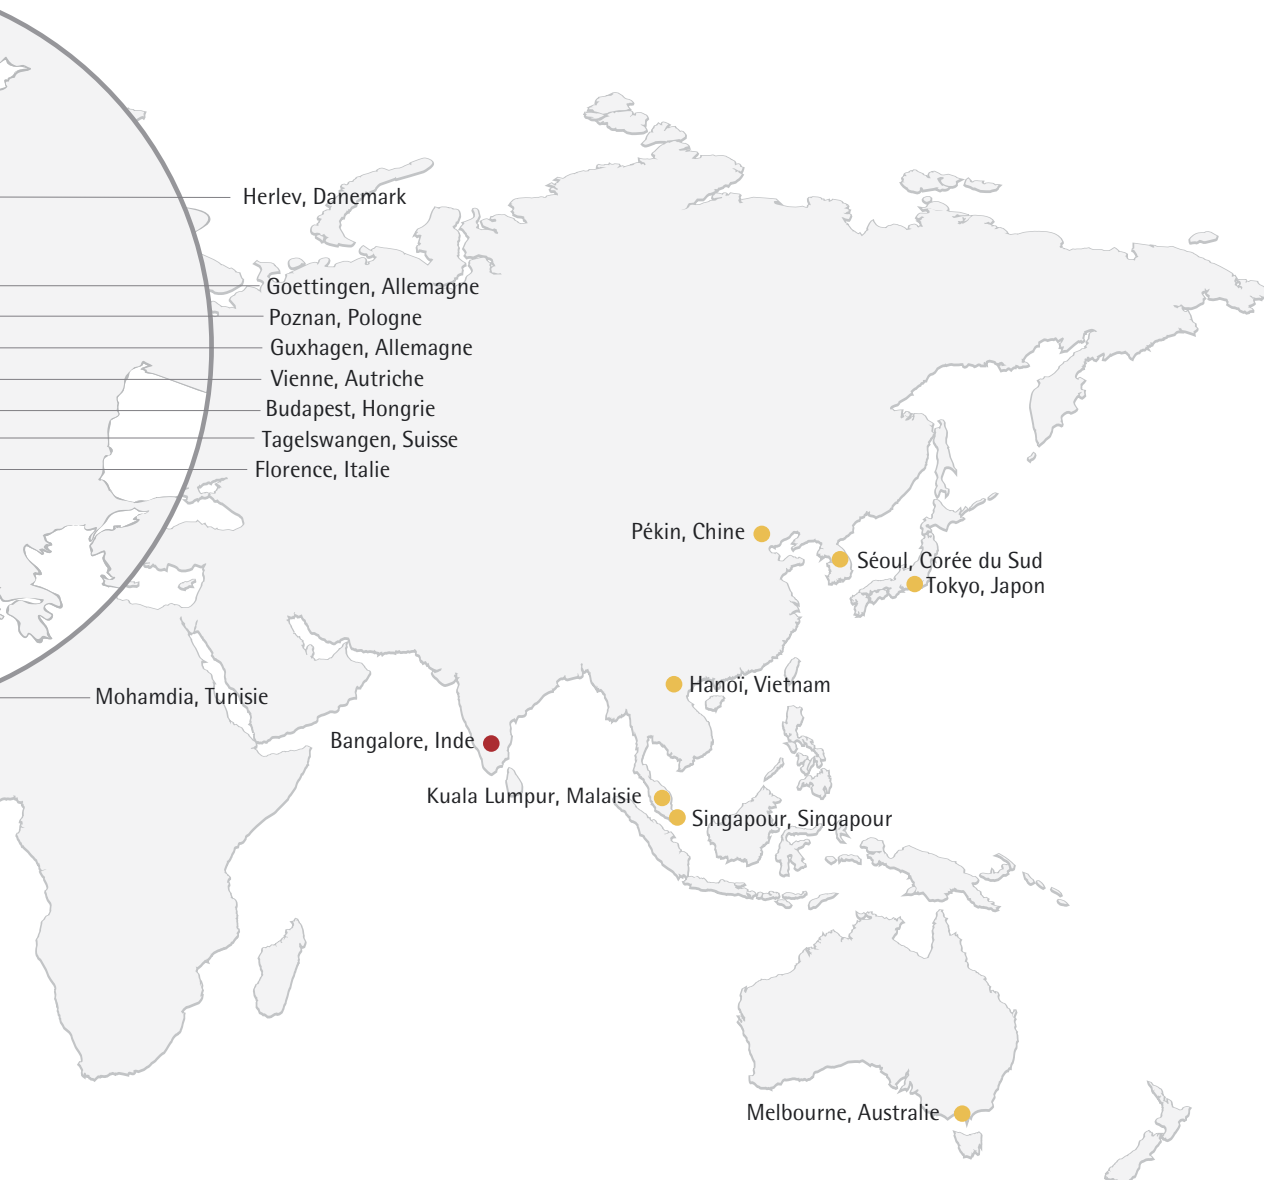 Herlev, Danemark
Goettingen, Allemagne
Poznan, Pologne
Guxhagen, Allemagne
Vienne, Autriche
Budapest, Hongrie
Tagelswangen, Suisse
Florence, Italie
Pékin, Chine
Séoul, Corée du Sud
Tokyo, Japon
Hanoï, Vietnam
Mohamdia, Tunisie
Bangalore, Inde
Kuala Lumpur, Malaisie
Singapour, Singapour
Melbourne, Australie